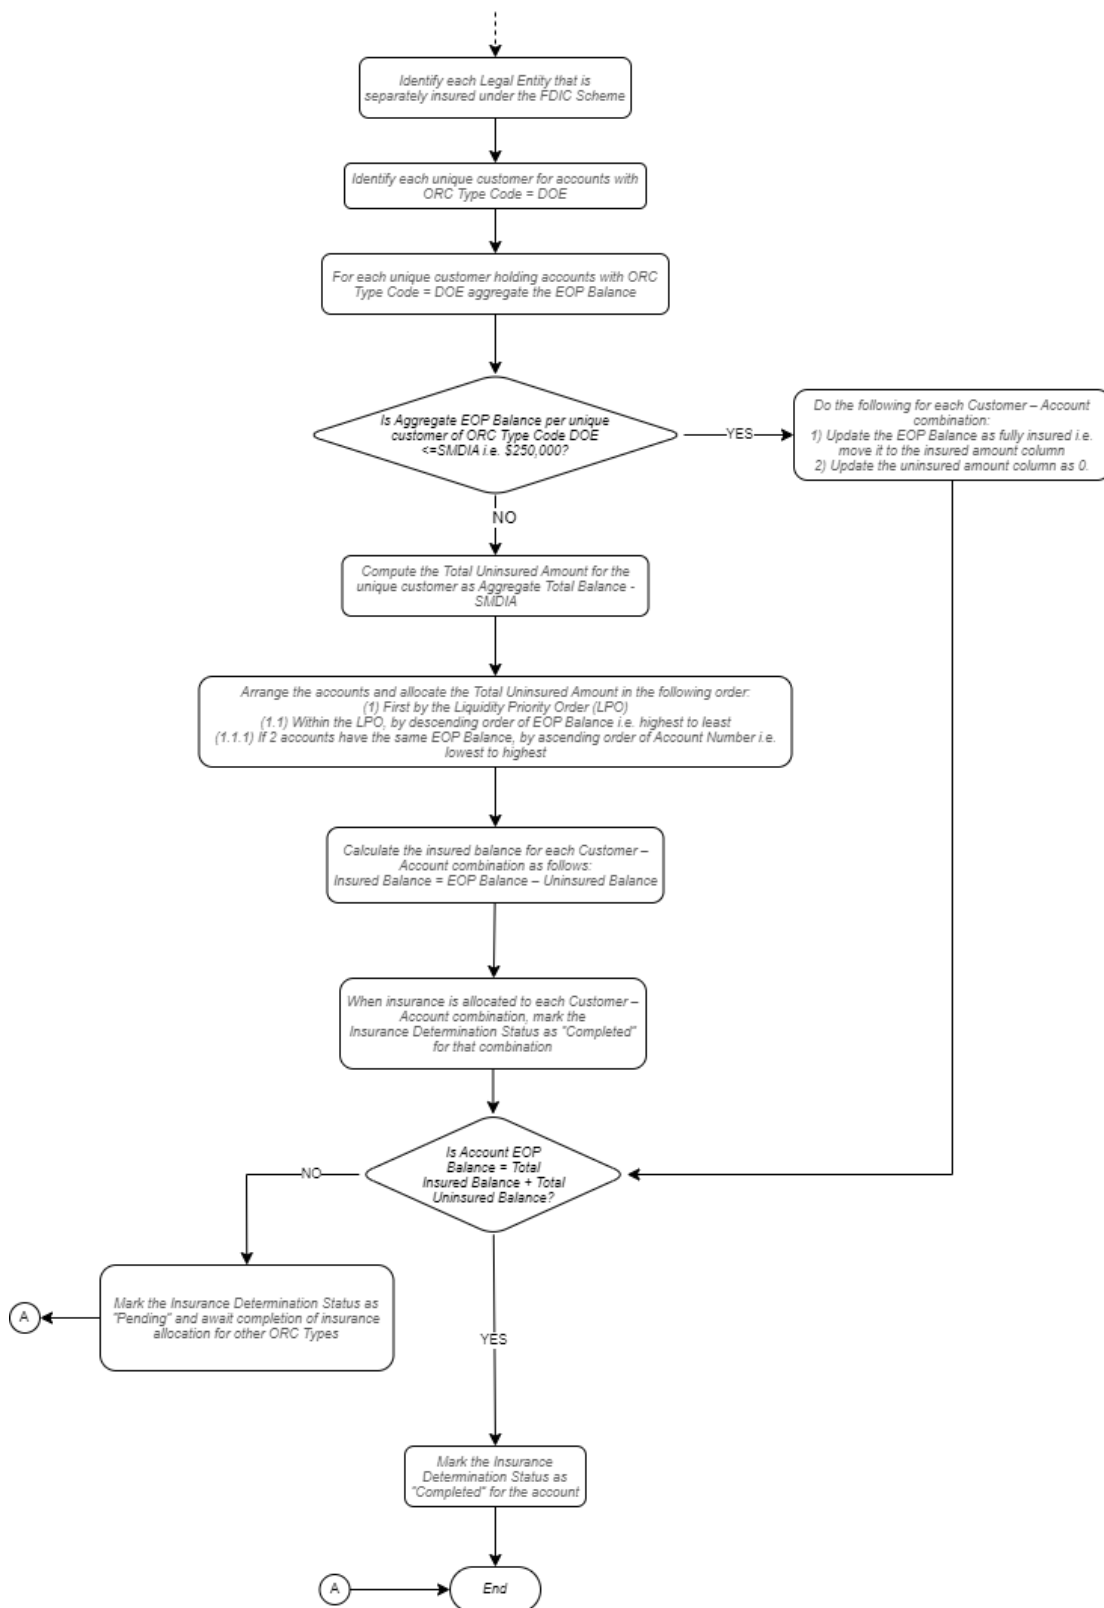 Identify each Legal Entity that is
separately insured under the FDIC Scheme
Identify each unique customer for accounts with
ORC Type Code = DOE
For each unique customer holding accounts with ORC
Type Code = DOE aggregate the EOP Balance
Is Aggregate EOP Balance per unique
customer of ORC Type Code DOE
<=SMDIA i.e. $250,000?
YES
Do the following for each Customer – Account
combination:
1) Update the EOP Balance as fully insured i.e.
move it to the insured amount column
2) Update the uninsured amount column as 0.
NO
Compute the Total Uninsured Amount for the
unique customer as Aggregate Total Balance -
SMDIA
Arrange the accounts and allocate the Total Uninsured Amount in the following order:
(1) First by the Liquidity Priority Order (LPO)
(1.1) Within the LPO, by descending order of EOP Balance i.e. highest to least
(1.1.1) If 2 accounts have the same EOP Balance, by ascending order of Account Number i.e.
lowest to highest
Calculate the insured balance for each Customer –
Account combination as follows:
Insured Balance = EOP Balance – Uninsured Balance
When insurance is allocated to each Customer –
Account combination, mark the
Insurance Determination Status as "Completed"
for that combination
Is Account EOP
Balance = Total
Insured Balance + Total
Uninsured Balance?
NO
Mark the Insurance Determination Status as
"Pending" and await completion of insurance
allocation for other ORC Types
A
YES
Mark the Insurance
Determination Status as
"Completed" for the account
A
End